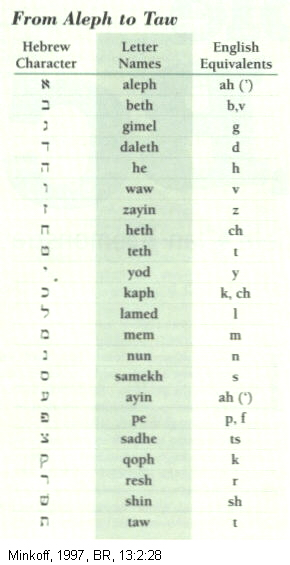 From Aleph to Taw
Hebrew Letter English
Character Names Equivalents
א aleph ah (ʼ)
ב beth b,v
ג gimel g
ד daleth d
ה he h
ו waw v
ז zayin z
ח heth ch
ט teth t
י yod y
כ kaph k, ch
ל lamed l
מ mem m
נ nun n
ס samekh s
ע ayin ah (ʻ)
פ pe p, f
צ sadhe ts
ק qoph k
ר resh r
שׁ shin sh
ת taw t
Minkoff, 1997, BR, 13:2:28